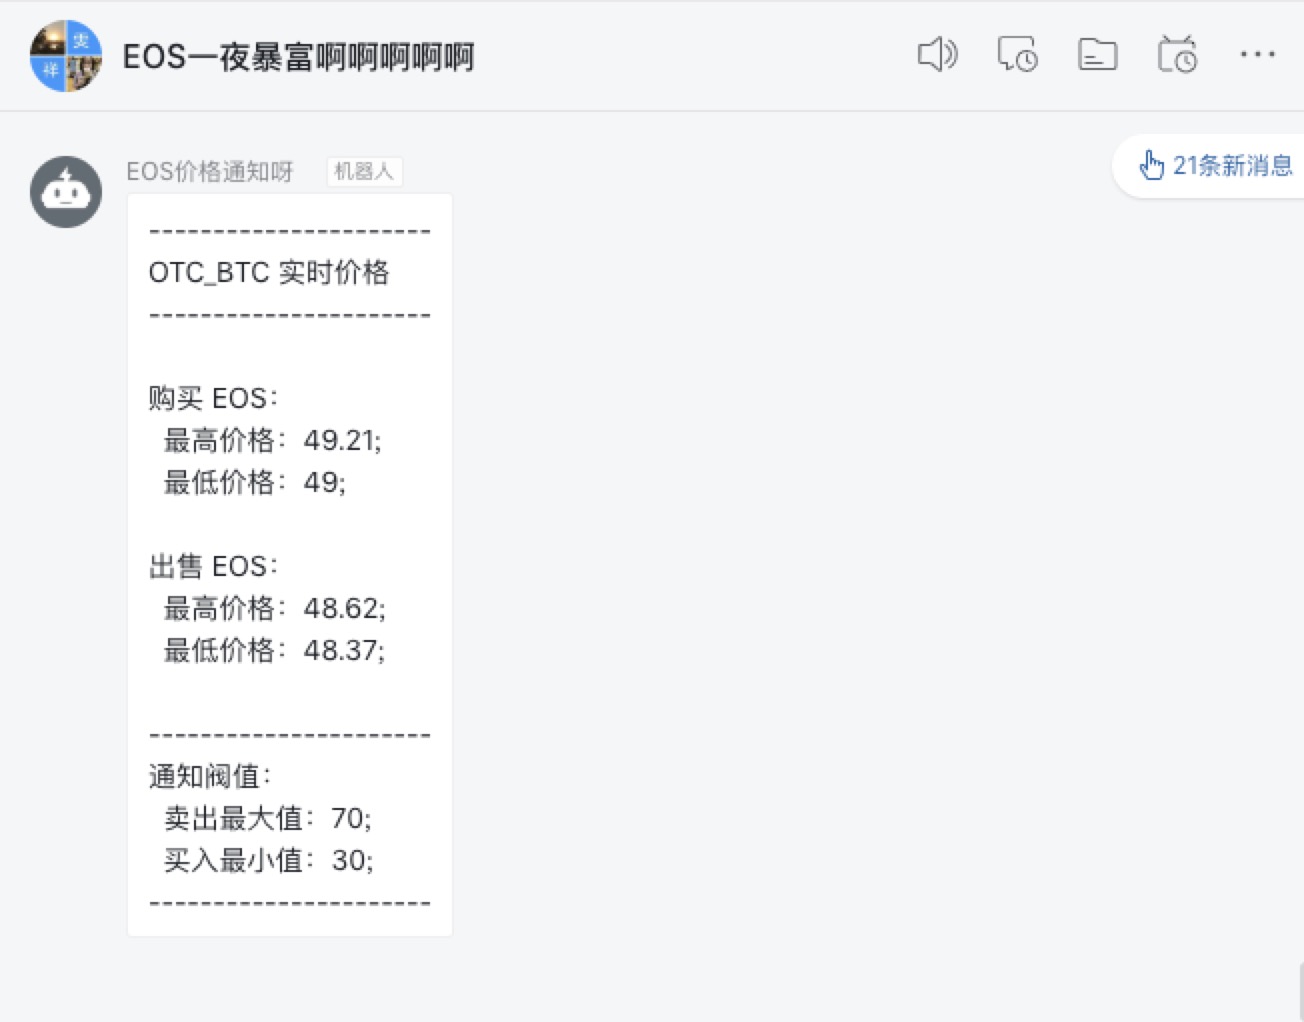 雯
祥
EOS一夜暴富啊啊啊啊啊
EOS价格通知呀 机器人
21条新消息
----------------------
OTC_BTC 实时价格
----------------------
购买 EOS：
最高价格：49.21;
最低价格：49;
出售 EOS：
最高价格：48.62;
最低价格：48.37;
----------------------
通知阀值：
卖出最大值：70;
买入最小值：30;
----------------------